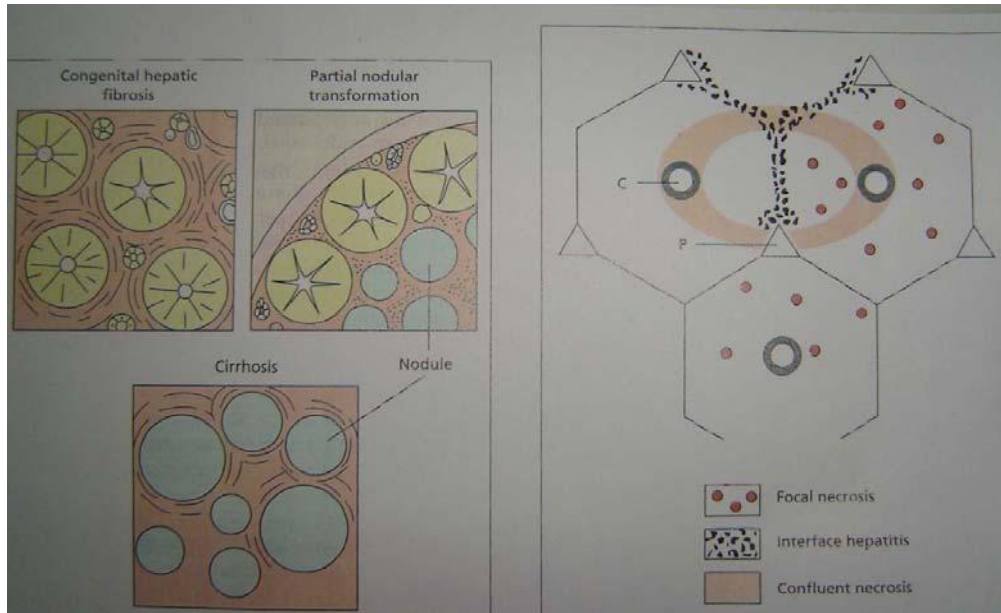 Congenital hepatic
fibrosis
Partial nodular
transformation
Cirrhosis
Nodule
C
P
Focal necrosis
Interface hepatitis
Confluent necrosis